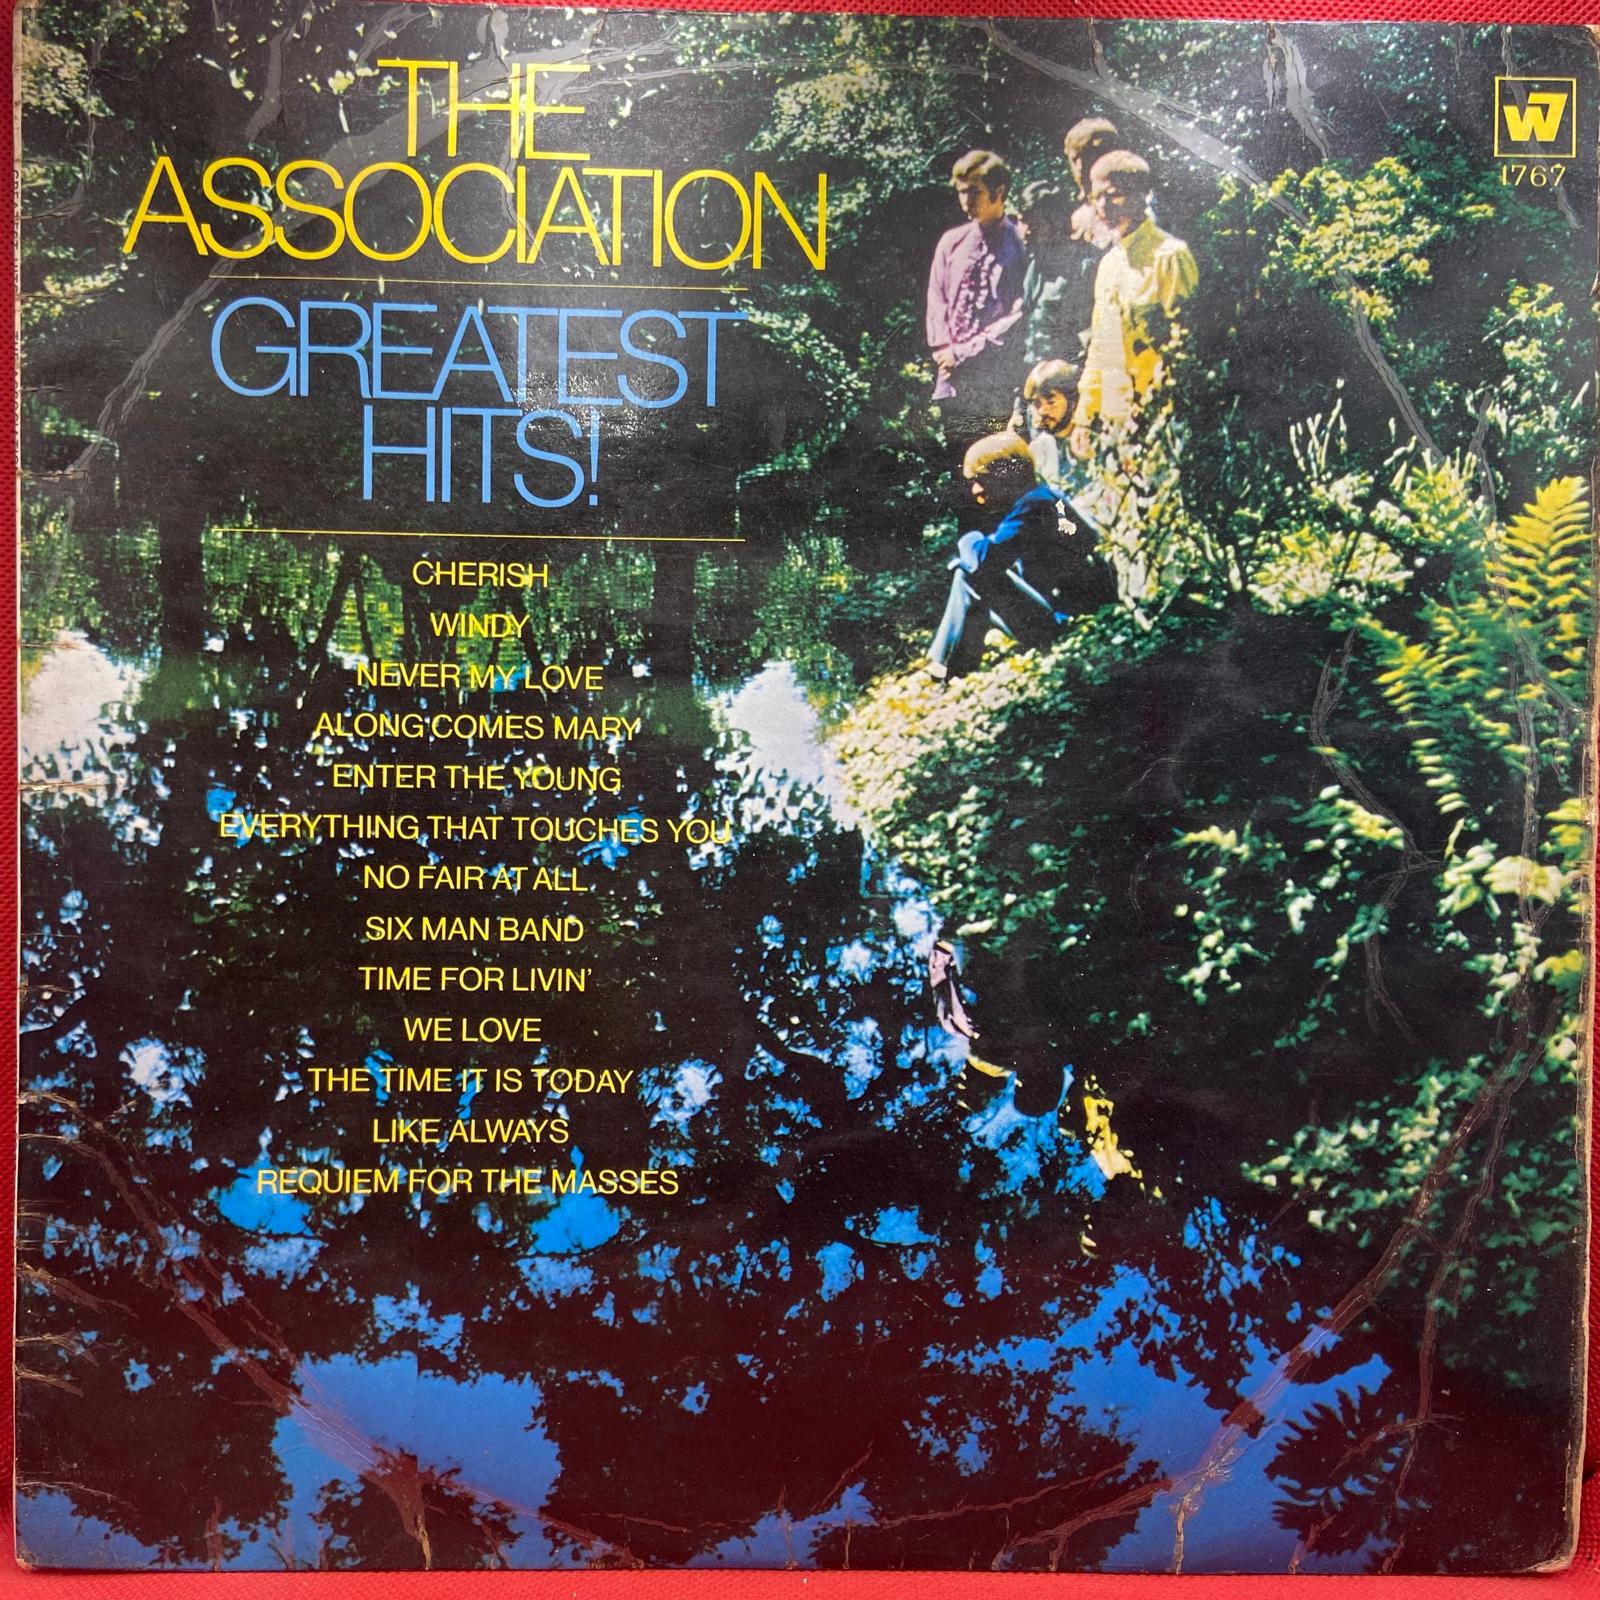 THE
ASSOCIATION
GREATEST
HITS!
CHERISH
WINDY
NEVER MY LOVE
ALONG COMES MARY
ENTER THE YOUNG
EVERYTHING THAT TOUCHES YOU
NO FAIR AT ALL
SIX MAN BAND
TIME FOR LIVIN'
WE LOVE
THE TIME IT IS TODAY
LIKE ALWAYS
REQUIEM FOR THE MASSES
W7
1767